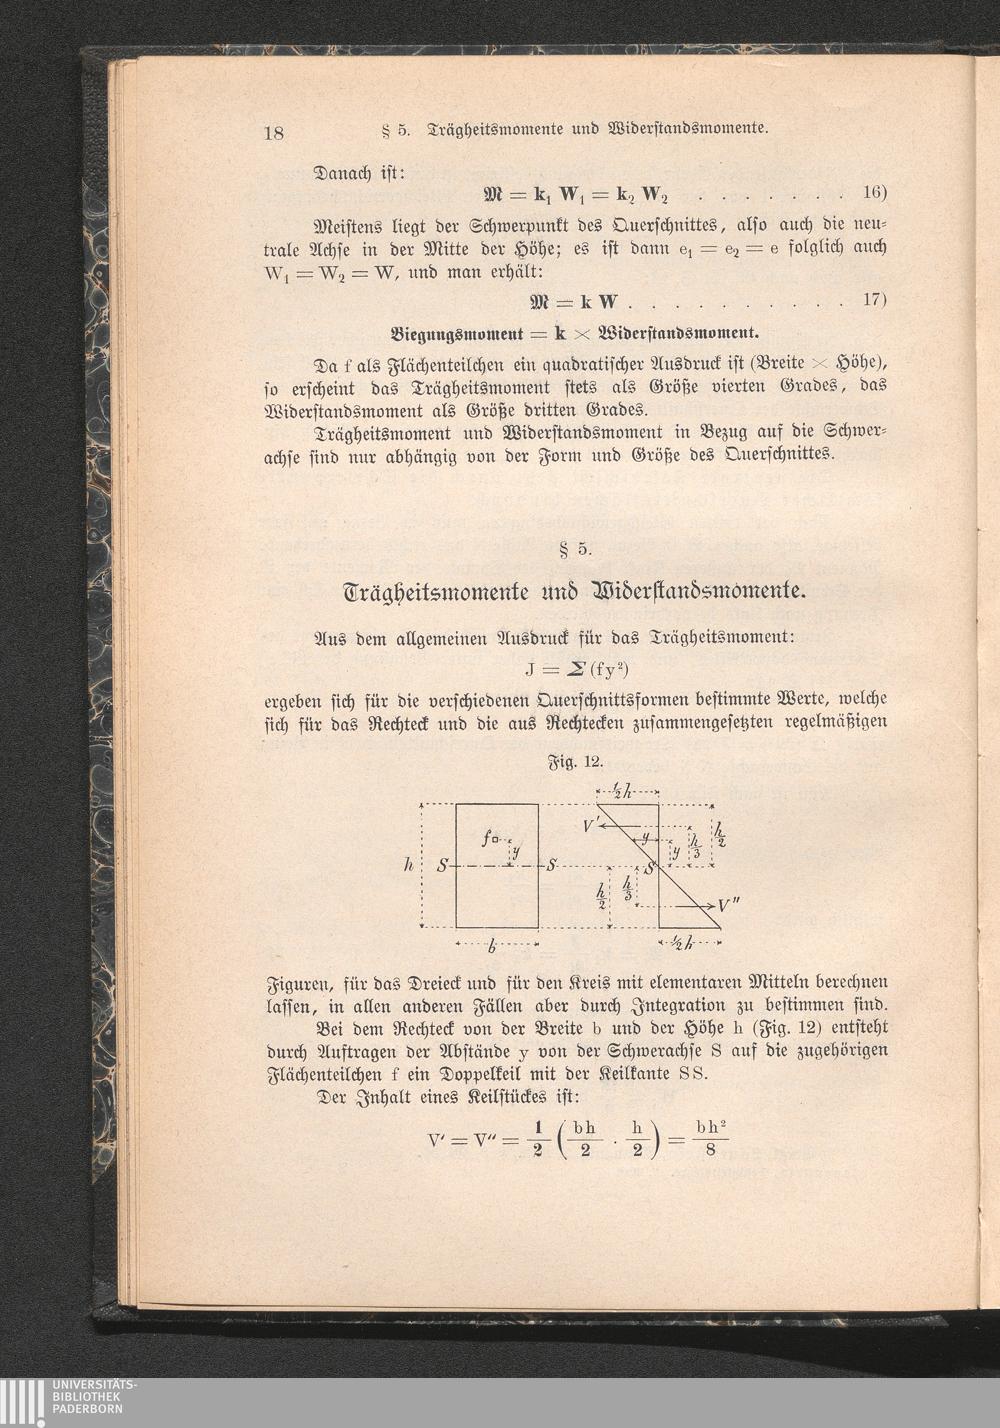 18 § 5. Trägheitsmomente und Widerstandsmomente.
Danach ist:
𝔐 = k₁ W₁ = k₂ W₂ . . . . . . . 16)
Meistens liegt der Schwerpunkt des Querschnittes, also auch die neu-
trale Achse in der Mitte der Höhe; es ist dann e₁ = e₂ = e folglich auch
W₁ = W₂ = W, und man erhält:
𝔐 = k W . . . . . . . . . . 17)
Biegungsmoment = k × Widerstandsmoment.
Da f als Flächenteilchen ein quadratischer Ausdruck ist (Breite × Höhe),
so erscheint das Trägheitsmoment stets als Größe vierten Grades, das
Widerstandsmoment als Größe dritten Grades.
Trägheitsmoment und Widerstandsmoment in Bezug auf die Schwer-
achse sind nur abhängig von der Form und Größe des Querschnittes.
§ 5.
Trägheitsmomente und Widerstandsmomente.
Aus dem allgemeinen Ausdruck für das Trägheitsmoment:
J = Σ (f y²)
ergeben sich für die verschiedenen Querschnittsformen bestimmte Werte, welche
sich für das Rechteck und die aus Rechtecken zusammengesetzten regelmäßigen
Fig. 12.
½h
V' h/2
f y y h/3
h S S S
h/2 h/3
V"
b ½h
Figuren, für das Dreieck und für den Kreis mit elementaren Mitteln berechnen
lassen, in allen anderen Fällen aber durch Integration zu bestimmen sind.
Bei dem Rechteck von der Breite b und der Höhe h (Fig. 12) entsteht
durch Auftragen der Abstände y von der Schwerachse S auf die zugehörigen
Flächenteilchen f ein Doppelkeil mit der Keilkante SS.
Der Inhalt eines Keilstückes ist:
V' = V" = 1/2 (bh/2 · h/2) = bh²/8
UNIVERSITÄTS-
BIBLIOTHEK
PADERBORN